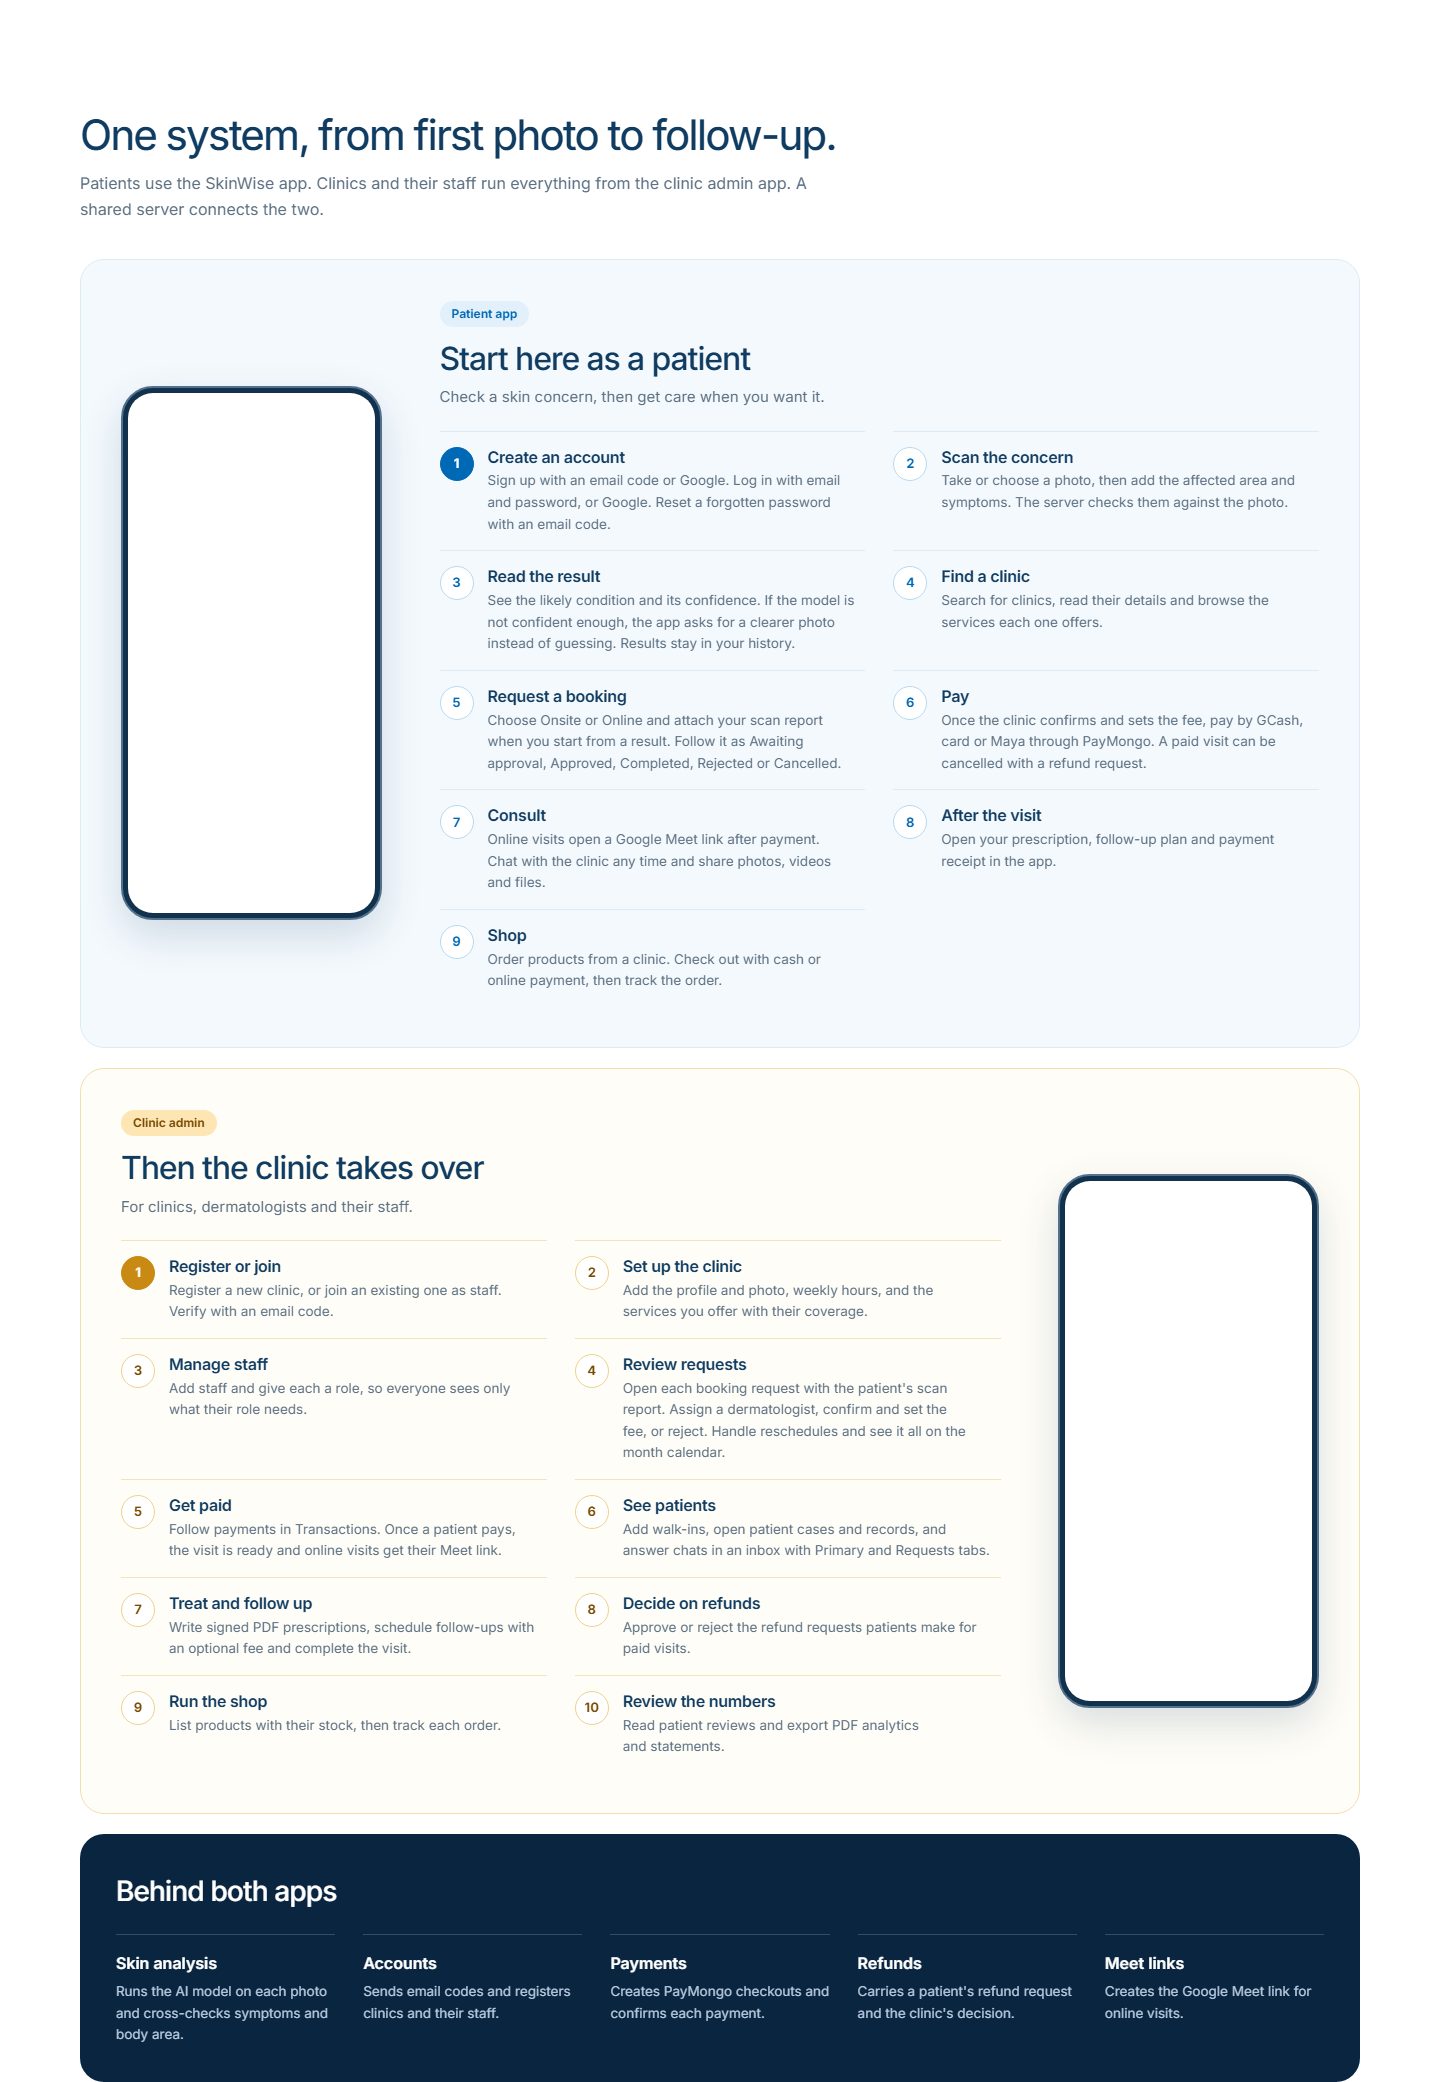 One system, from first photo to follow-up.
Patients use the SkinWise app. Clinics and their staff run everything from the clinic admin app. A
shared server connects the two.
Patient app
Start here as a patient
Check a skin concern, then get care when you want it.
1
Create an account
Sign up with an email code or Google. Log in with email
and password, or Google. Reset a forgotten password
with an email code.
2
Scan the concern
Take or choose a photo, then add the affected area and
symptoms. The server checks them against the photo.
3
Read the result
See the likely condition and its confidence. If the model is
not confident enough, the app asks for a clearer photo
instead of guessing. Results stay in your history.
4
Find a clinic
Search for clinics, read their details and browse the
services each one offers.
5
Request a booking
Choose Onsite or Online and attach your scan report
when you start from a result. Follow it as Awaiting
approval, Approved, Completed, Rejected or Cancelled.
6
Pay
Once the clinic confirms and sets the fee, pay by GCash,
card or Maya through PayMongo. A paid visit can be
cancelled with a refund request.
7
Consult
Online visits open a Google Meet link after payment.
Chat with the clinic any time and share photos, videos
and files.
8
After the visit
Open your prescription, follow-up plan and payment
receipt in the app.
9
Shop
Order products from a clinic. Check out with cash or
online payment, then track the order.
Clinic admin
Then the clinic takes over
For clinics, dermatologists and their staff.
1
Register or join
Register a new clinic, or join an existing one as staff.
Verify with an email code.
2
Set up the clinic
Add the profile and photo, weekly hours, and the
services you offer with their coverage.
3
Manage staff
Add staff and give each a role, so everyone sees only
what their role needs.
4
Review requests
Open each booking request with the patient's scan
report. Assign a dermatologist, confirm and set the
fee, or reject. Handle reschedules and see it all on the
month calendar.
5
Get paid
Follow payments in Transactions. Once a patient pays,
the visit is ready and online visits get their Meet link.
6
See patients
Add walk-ins, open patient cases and records, and
answer chats in an inbox with Primary and Requests tabs.
7
Treat and follow up
Write signed PDF prescriptions, schedule follow-ups with
an optional fee and complete the visit.
8
Decide on refunds
Approve or reject the refund requests patients make for
paid visits.
9
Run the shop
List products with their stock, then track each order.
10
Review the numbers
Read patient reviews and export PDF analytics
and statements.
Behind both apps
Skin analysis
Runs the AI model on each photo
and cross-checks symptoms and
body area.
Accounts
Sends email codes and registers
clinics and their staff.
Payments
Creates PayMongo checkouts and
confirms each payment.
Refunds
Carries a patient's refund request
and the clinic's decision.
Meet links
Creates the Google Meet link for
online visits.